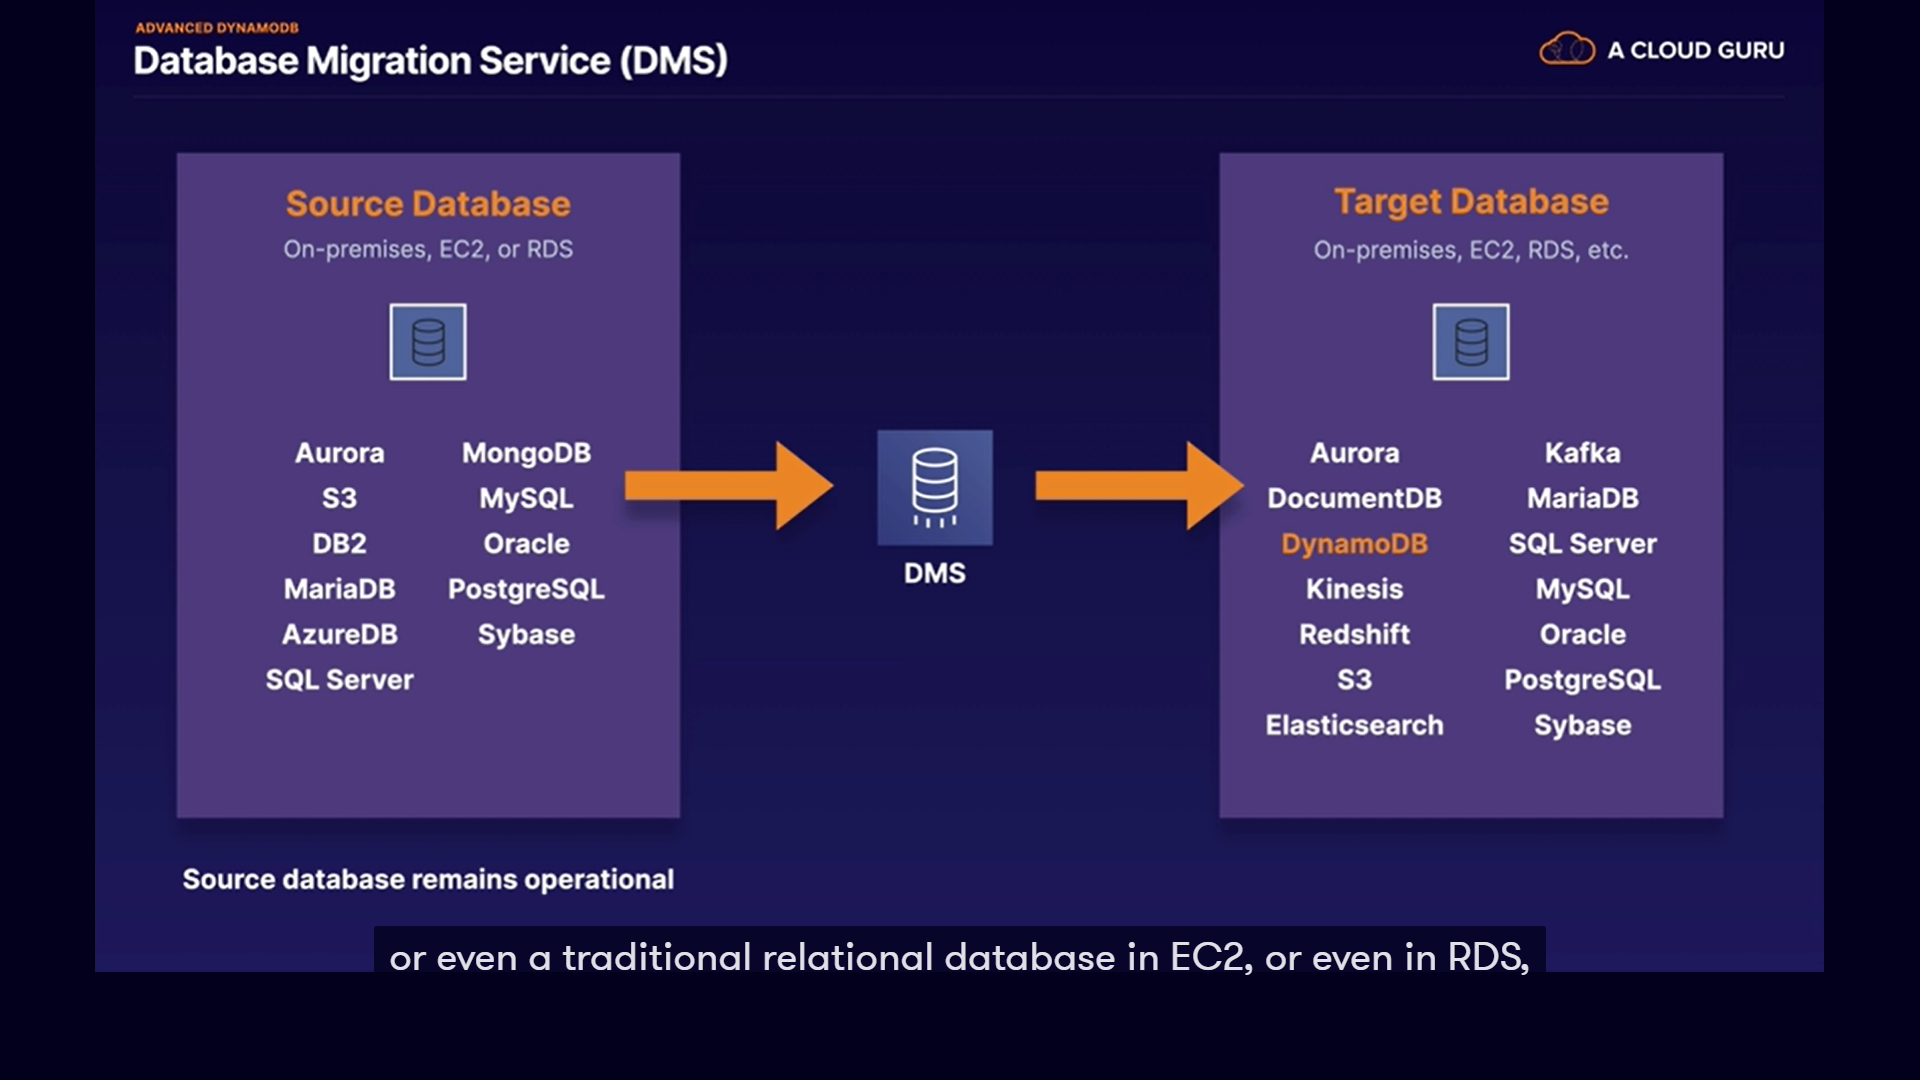 ADVANCED DYNAMODB
Database Migration Service (DMS)
A CLOUD GURU
Source Database
On-premises, EC2, or RDS
Aurora
S3
DB2
MariaDB
AzureDB
SQL Server
MongoDB
MySQL
Oracle
PostgreSQL
Sybase
DMS
Target Database
On-premises, EC2, RDS, etc.
Aurora
DocumentDB
DynamoDB
Kinesis
Redshift
S3
Elasticsearch
Kafka
MariaDB
SQL Server
MySQL
Oracle
PostgreSQL
Sybase
Source database remains operational
or even a traditional relational database in EC2, or even in RDS,